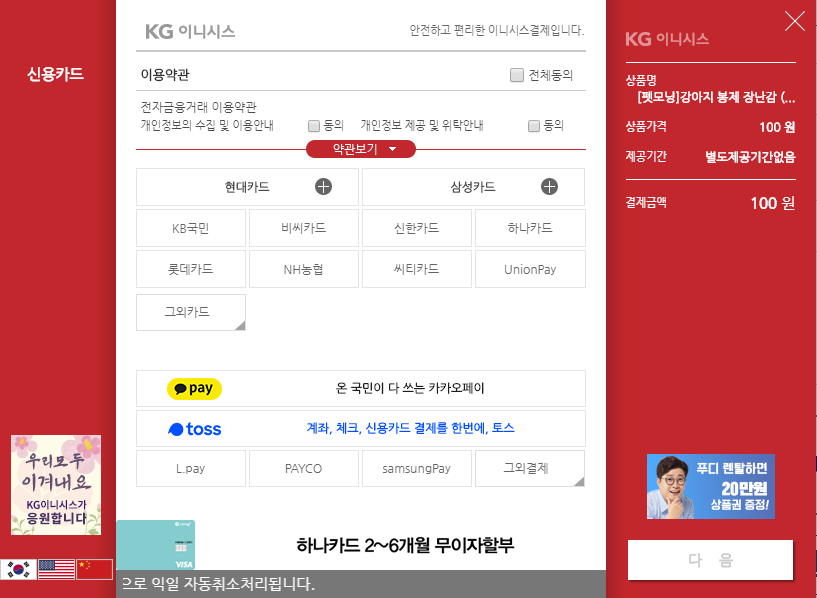 신용카드
KG 이니시스
안전하고 편리한 이니시스결제입니다.
이용약관
전체동의
전자금융거래 이용약관
개인정보의 수집 및 이용안내 동의 개인정보 제공 및 위탁안내 동의
약관보기
현대카드 삼성카드
KB국민 비씨카드 신한카드 하나카드
롯데카드 NH농협 씨티카드 UnionPay
그외카드
pay 온 국민이 다 쓰는 카카오페이
toss 계좌, 체크, 신용카드 결제를 한번에, 토스
L.pay PAYCO samsungPay 그외결제
VISA
하나카드 2~6개월 무이자할부
으로 익일 자동취소처리됩니다.
우리모두
이겨내요
KG이니시스가
응원합니다
KG 이니시스
상품명
[펫모닝]강아지 봉제 장난감 (...
상품가격 100 원
제공기간 별도제공기간없음
결제금액 100 원
푸디 렌탈하면
20만원
상품권 증정!
다 음